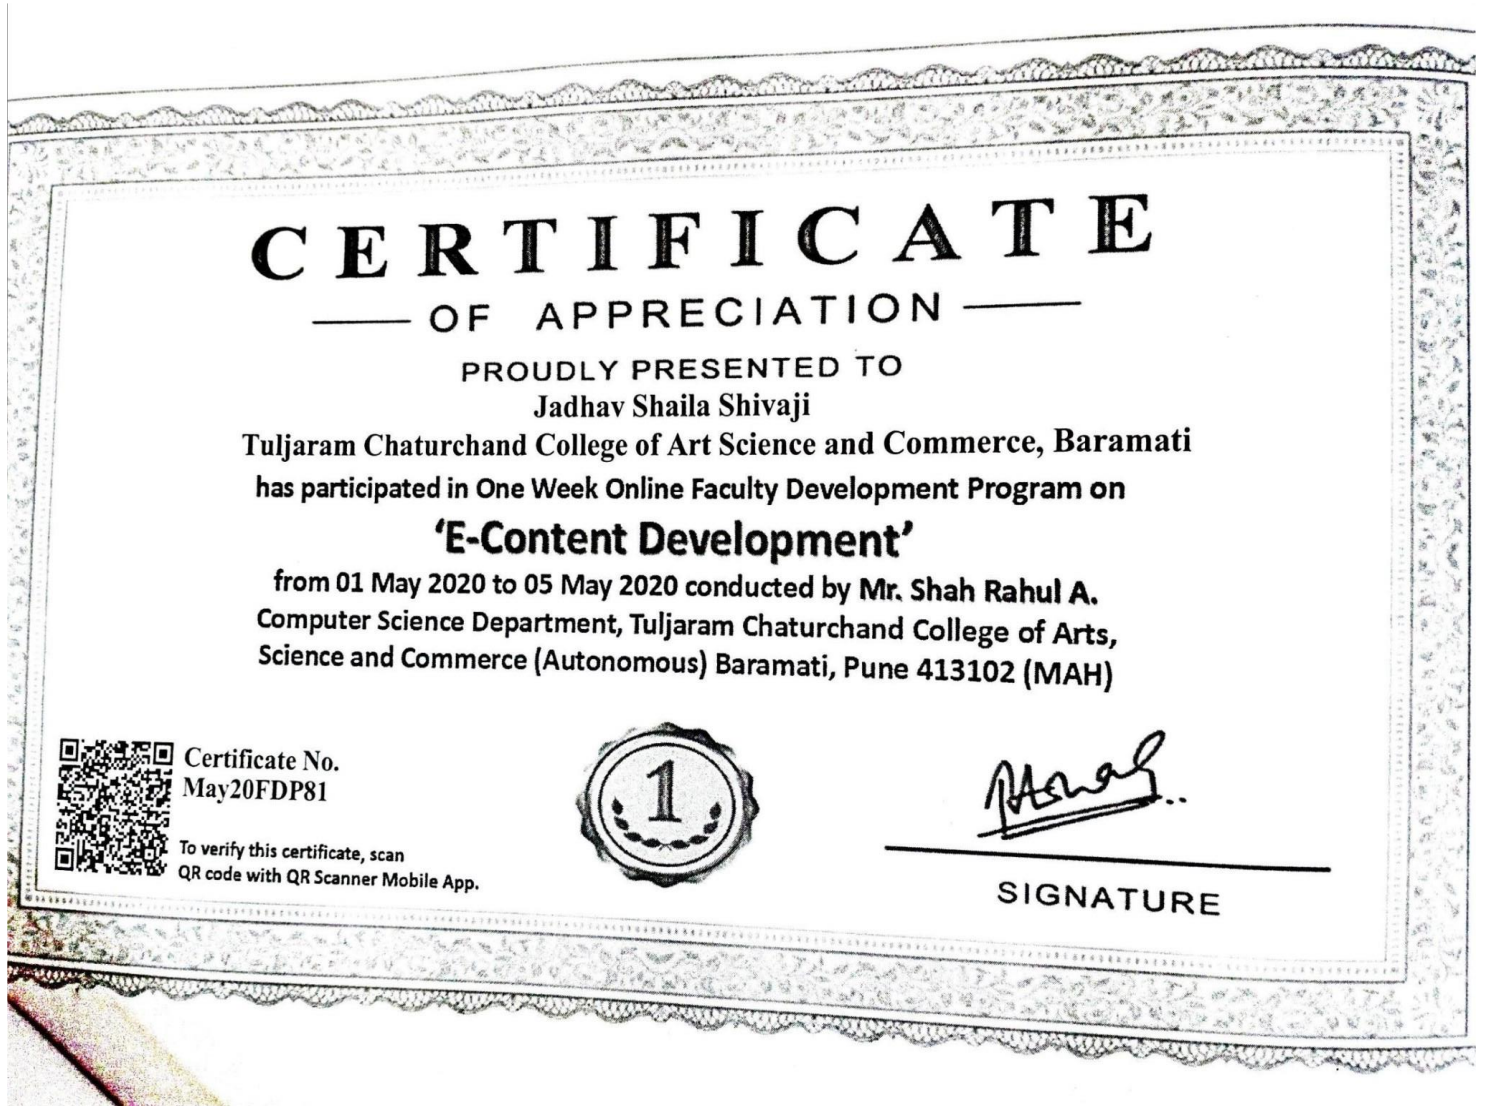 CERTIFICATE
OF APPRECIATION
PROUDLY PRESENTED TO
Jadhav Shaila Shivaji
Tuljaram Chaturchand College of Art Science and Commerce, Baramati
has participated in One Week Online Faculty Development Program on
‘E-Content Development’
from 01 May 2020 to 05 May 2020 conducted by Mr. Shah Rahul A.
Computer Science Department, Tuljaram Chaturchand College of Arts,
Science and Commerce (Autonomous) Baramati, Pune 413102 (MAH)
Certificate No.
May20FDP81
To verify this certificate, scan
QR code with QR Scanner Mobile App.
1
SIGNATURE